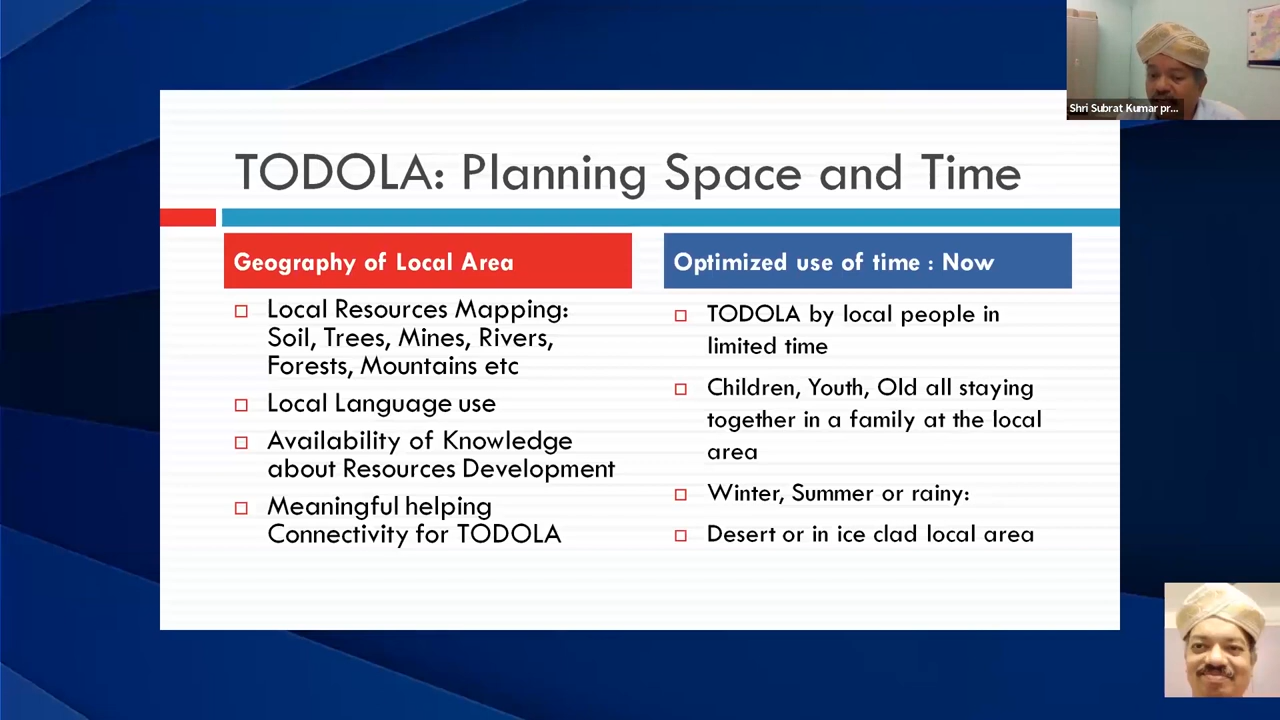 TODOLA: Planning Space and Time
Geography of Local Area
Local Resources Mapping:
Soil, Trees, Mines, Rivers,
Forests, Mountains etc
Local Language use
Availability of Knowledge
about Resources Development
Meaningful helping
Connectivity for TODOLA
Optimized use of time : Now
TODOLA by local people in
limited time
Children, Youth, Old all staying
together in a family at the local
area
Winter, Summer or rainy:
Desert or in ice clad local area
Shri Subrat Kumar pr...